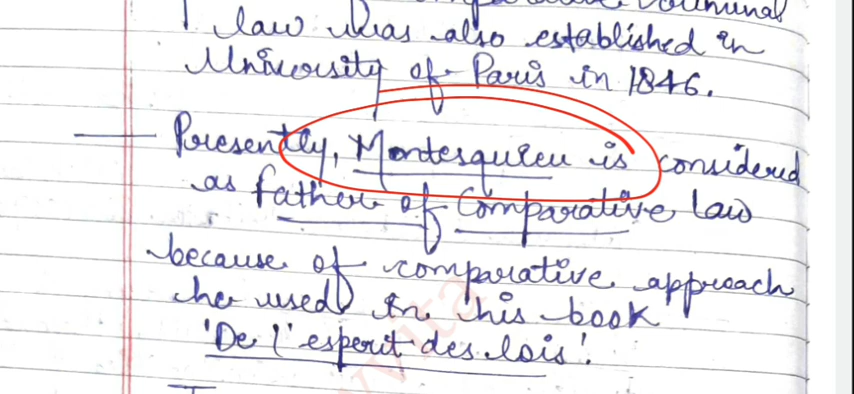 law was also established in
University of Paris in 1846.
Presently, Montesquieu is considered
as father of Comparative Law
because of comparative approach
he used in his book
'De l'esperit des lois'.